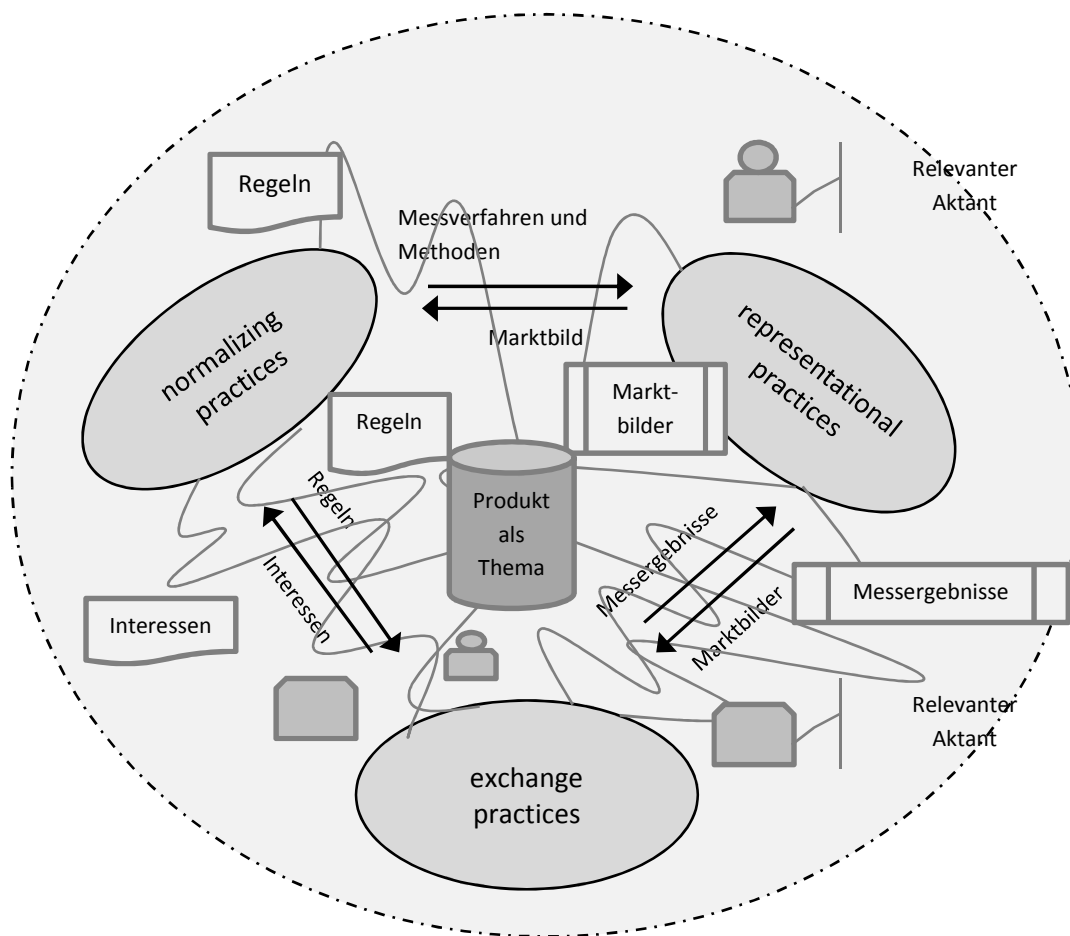 Regeln
Relevanter
Aktant
Messverfahren und
Methoden
Marktbild
normalizing
practices
representational
practices
Regeln
Markt-
bilder
Produkt
als
Thema
Regeln
Interessen
Messergebnisse
Marktbilder
Messergebnisse
Interessen
Relevanter
Aktant
exchange
practices